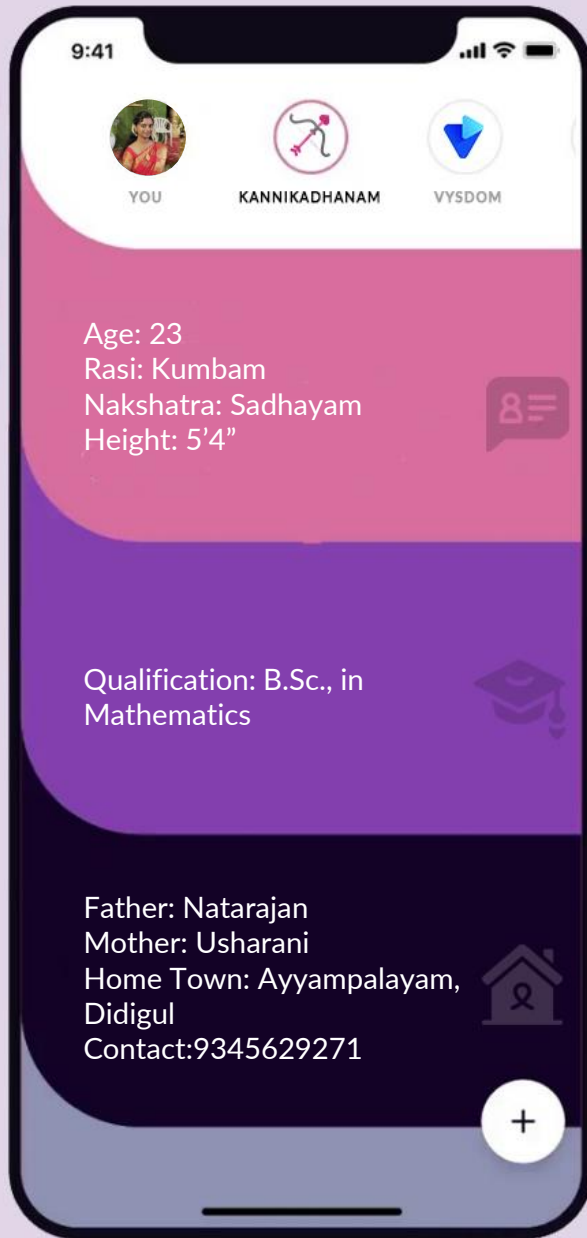 9:41
YOU
KANNIKADHANAM
VYSDOM
Age: 23
Rasi: Kumbam
Nakshatra: Sadhayam
Height: 5’4”
Qualification: B.Sc., in
Mathematics
Father: Natarajan
Mother: Usharani
Home Town: Ayyampalayam,
Didigul
Contact:9345629271
+